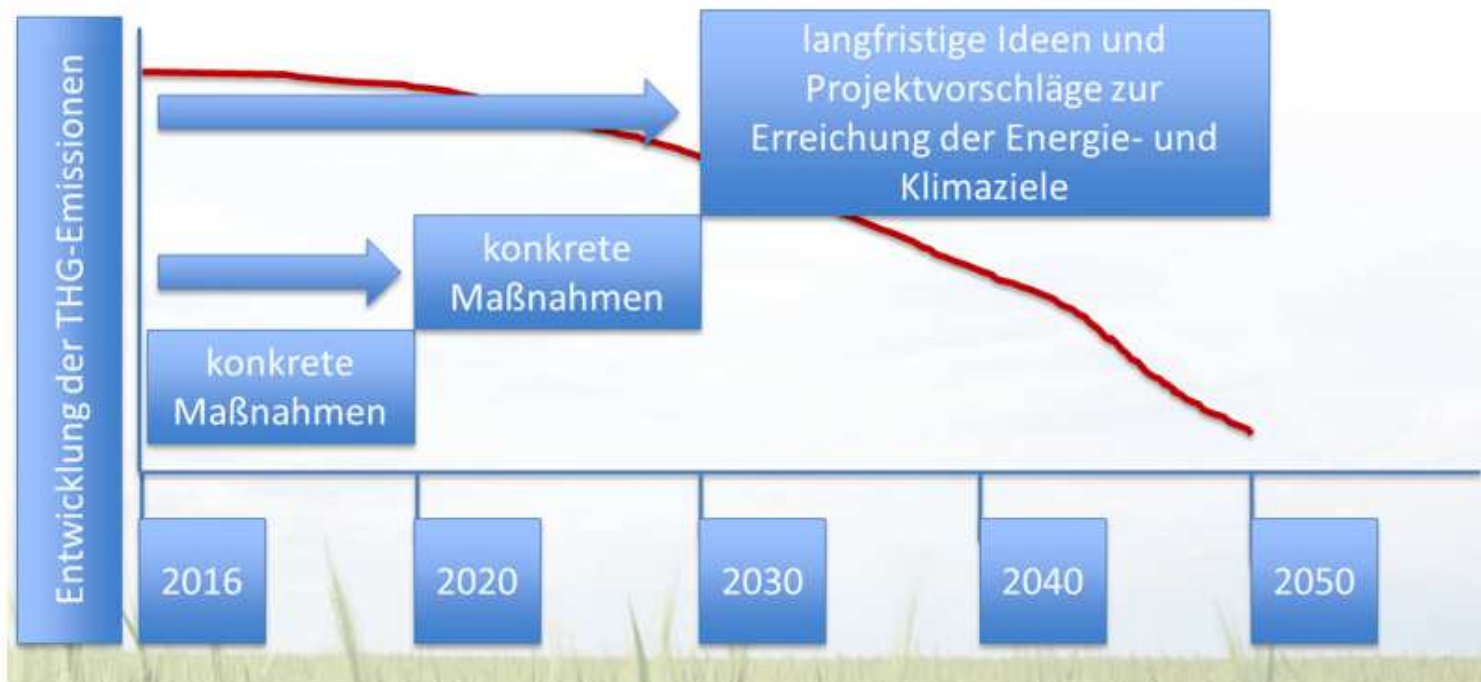 Entwicklung der THG-Emissionen
langfristige Ideen und
Projektvorschläge zur
Erreichung der Energie- und
Klimaziele
konkrete
Maßnahmen
konkrete
Maßnahmen
2016
2020
2030
2040
2050